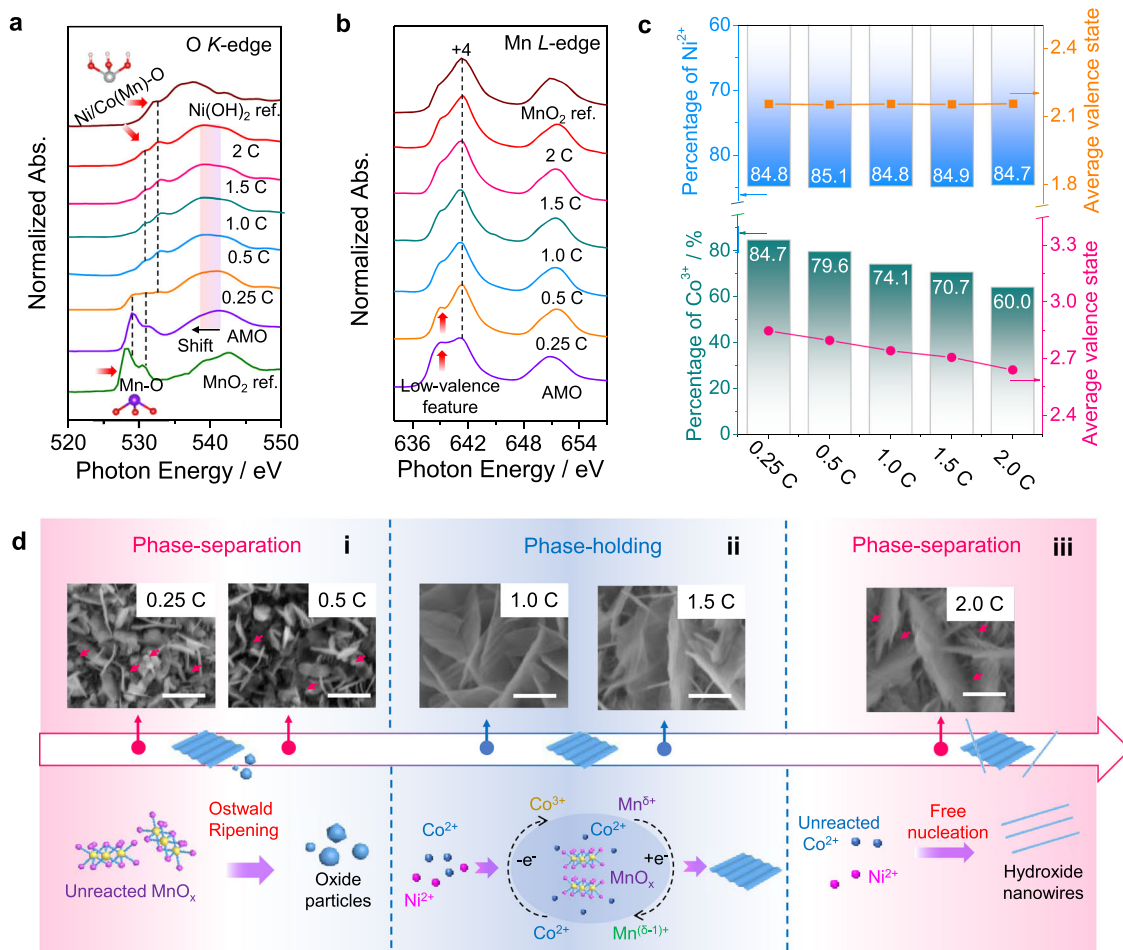 a
O K-edge
Ni/Co(Mn)-O
Ni(OH)₂ ref.
2 C
1.5 C
1.0 C
0.5 C
0.25 C
AMO
Shift
MnO₂ ref.
Mn-O
Normalized Abs.
520 530 540 550
Photon Energy / eV
b
Mn L-edge
+4
MnO₂ ref.
2 C
1.5 C
1.0 C
0.5 C
0.25 C
Low-valence
feature
AMO
Normalized Abs.
636 642 648 654
Photon Energy / eV
c
Percentage of Ni²⁺
60
70
80
84.8 85.1 84.8 84.9 84.7
2.5
2.1
1.8
Average valence state
Percentage of Co³⁺ / %
80
60
40
20
0
84.7 79.6 74.1 70.7 60.0
3.3
3.0
2.7
2.4
Average valence state
0.25 C 0.5 C 1.0 C 1.5 C 2.0 C
d
Phase-separation i
Phase-holding ii
Phase-separation iii
0.25 C
0.5 C
1.0 C
1.5 C
2.0 C
Unreacted MnOₓ
Ostwald
Ripening
Oxide
particles
Co²⁺
Ni²⁺
Co³⁺
Mnᵟ⁺
-e⁻
Co²⁺
MnOₓ
+e⁻
Co²⁺
Mn⁽ᵟ⁻¹⁾⁺
Unreacted
Co²⁺
Ni²⁺
Free
nucleation
Hydroxide
nanowires